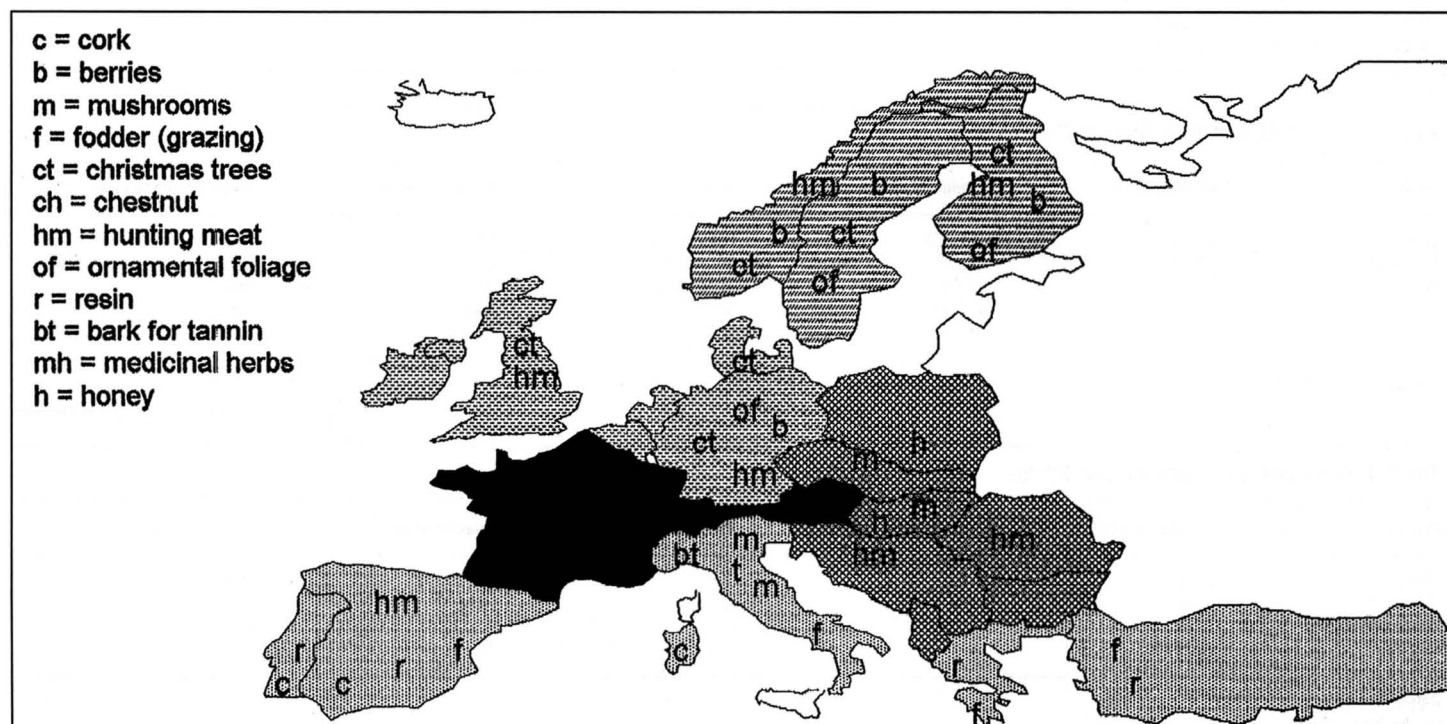 c = cork
b = berries
m = mushrooms
f = fodder (grazing)
ct = christmas trees
ch = chestnut
hm = hunting meat
of = ornamental foliage
r = resin
bt = bark for tannin
mh = medicinal herbs
h = honey
ct
hm b hm
b
b ct
ct of
of
ct
hm
ct
of
b
ct
hm
h
m
m
h
hm
hm
m
bt
t
m
hm
f
r
f
r
c
c
c
f
r
r
f